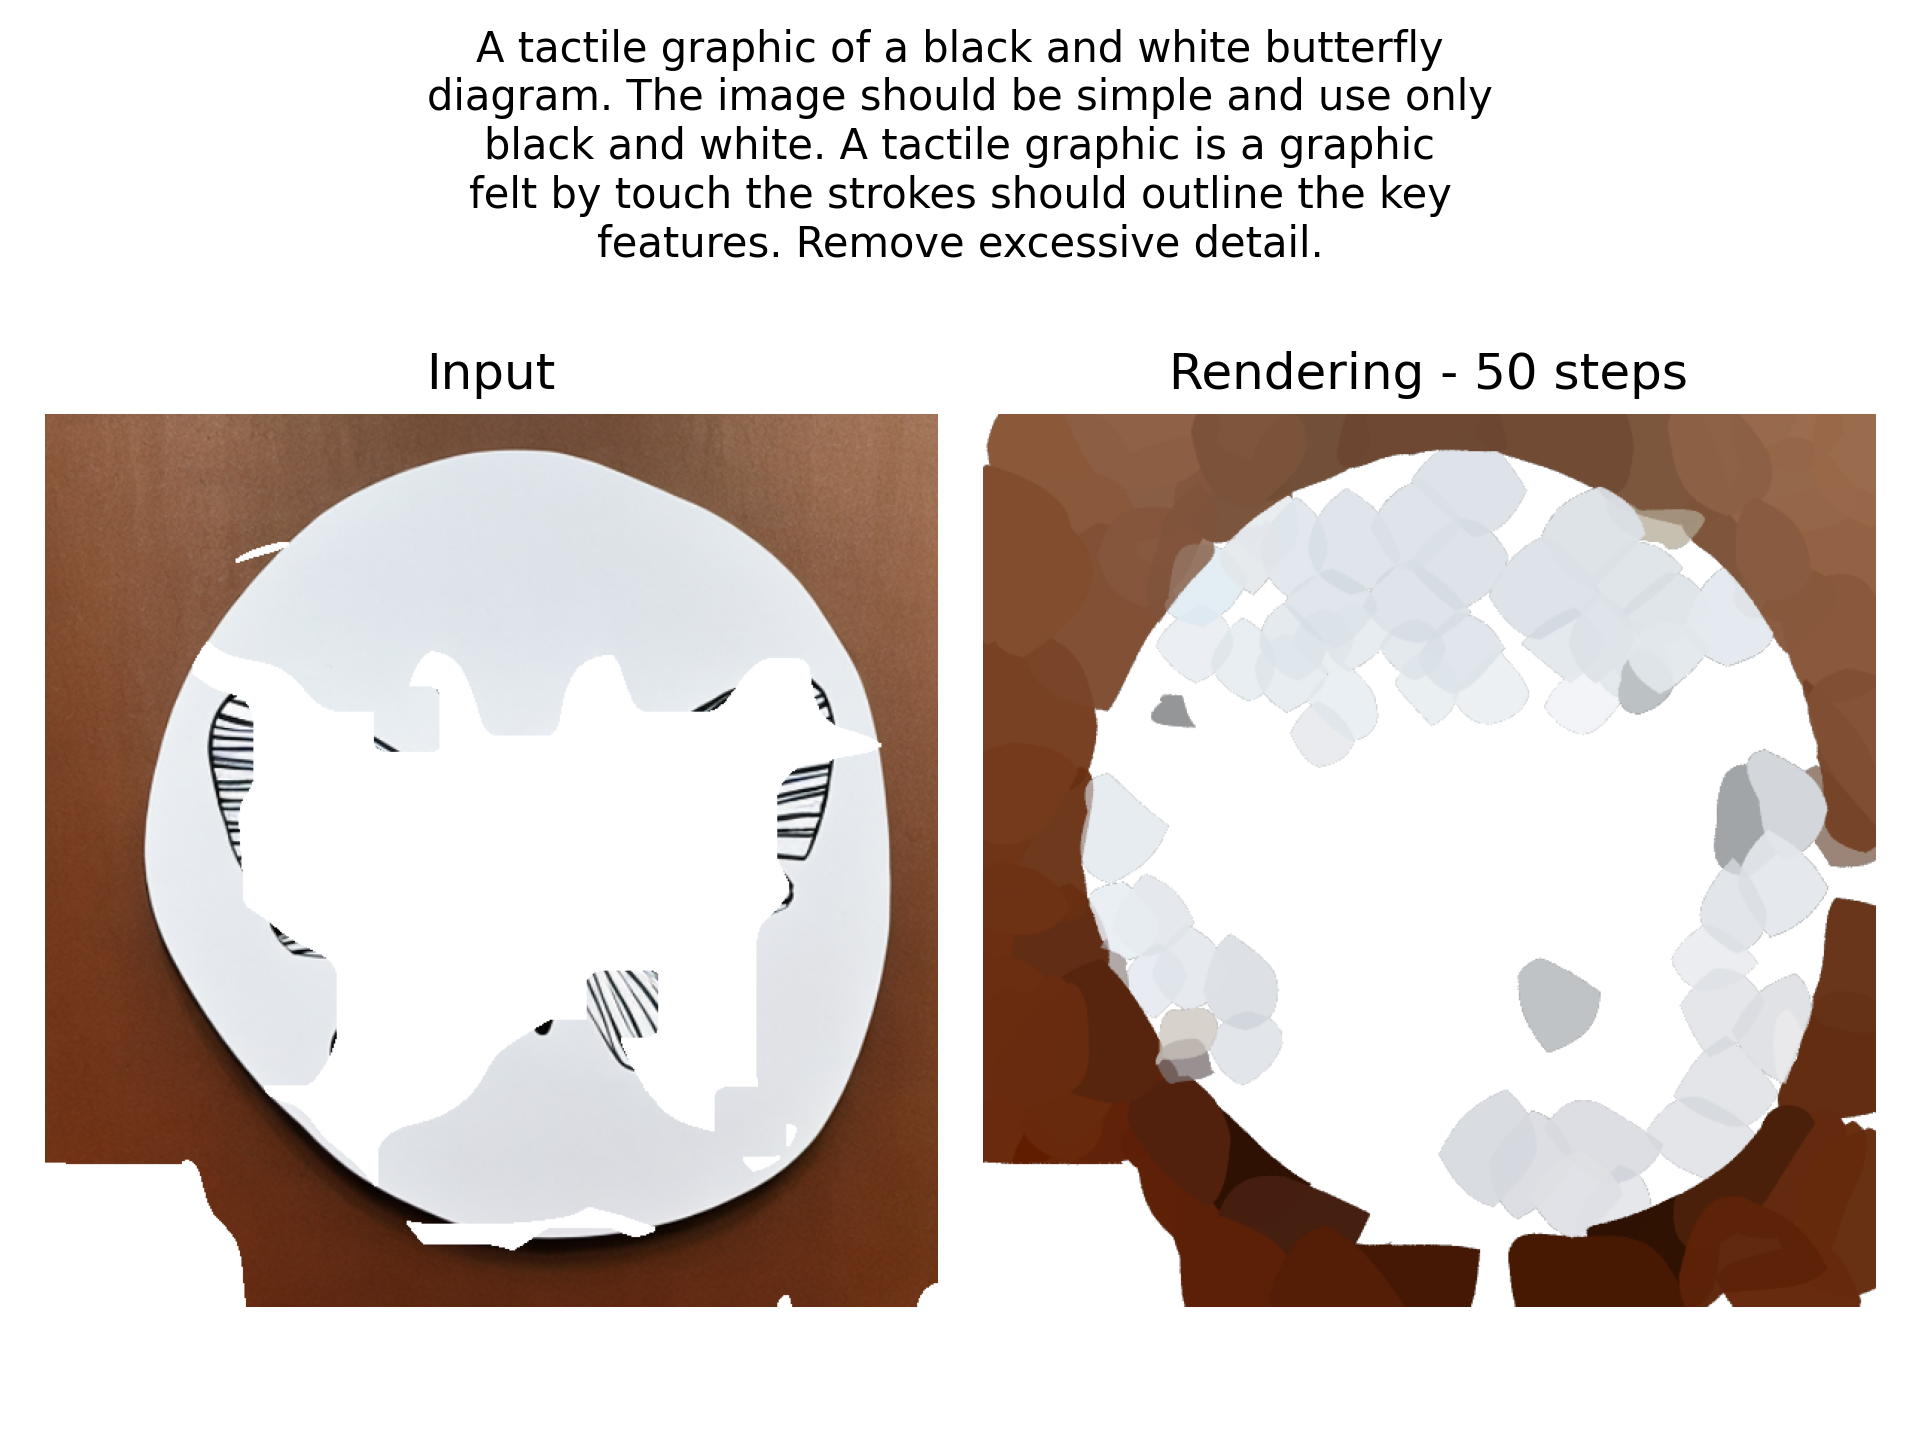 A tactile graphic of a black and white butterfly
diagram. The image should be simple and use only
black and white. A tactile graphic is a graphic
felt by touch the strokes should outline the key
features. Remove excessive detail.
Input
Rendering - 50 steps